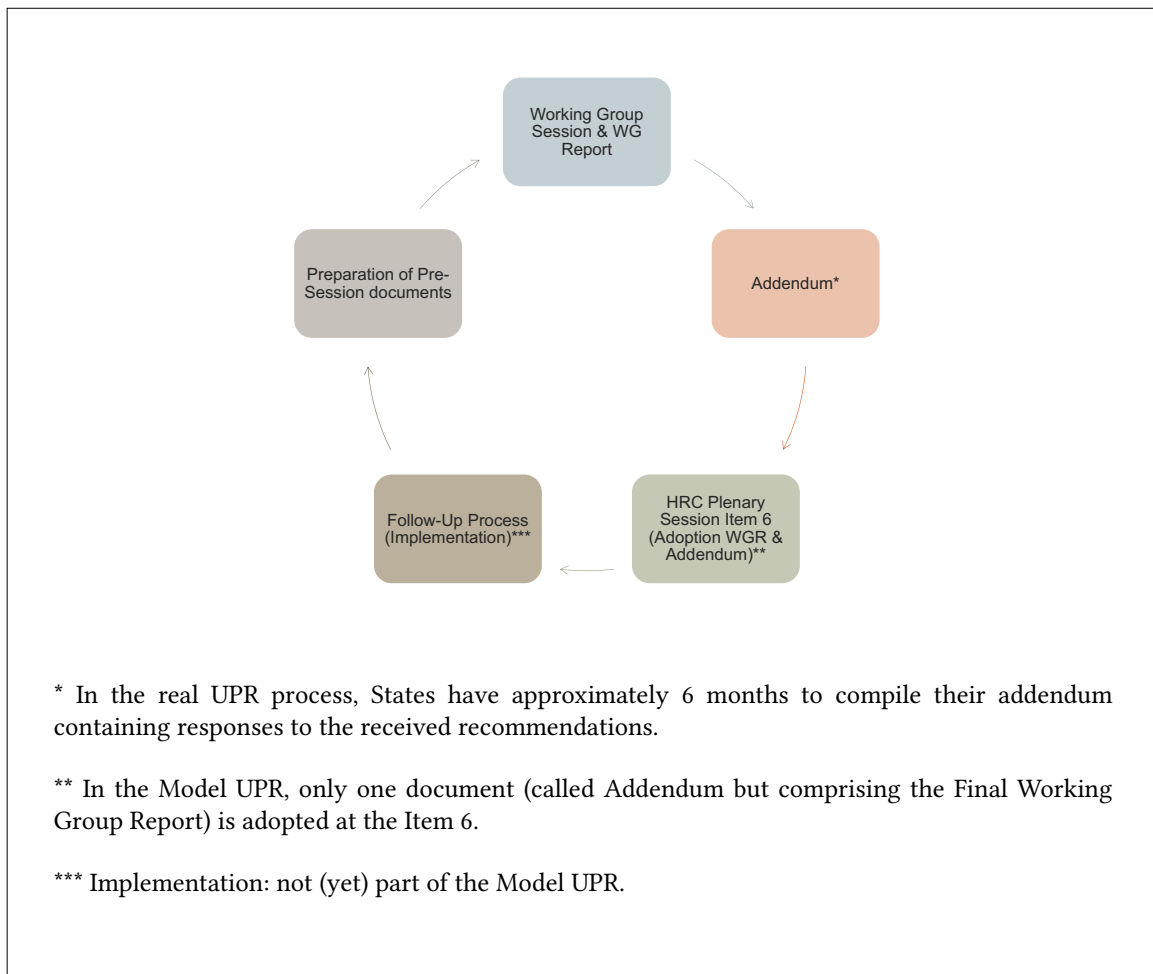 Working Group
Session & WG
Report
Preparation of Pre-
Session documents
Addendum*
Follow-Up Process
(Implementation)***
HRC Plenary
Session Item 6
(Adoption WGR &
Addendum)**
* In the real UPR process, States have approximately 6 months to compile their addendum
containing responses to the received recommendations.
** In the Model UPR, only one document (called Addendum but comprising the Final Working
Group Report) is adopted at the Item 6.
*** Implementation: not (yet) part of the Model UPR.